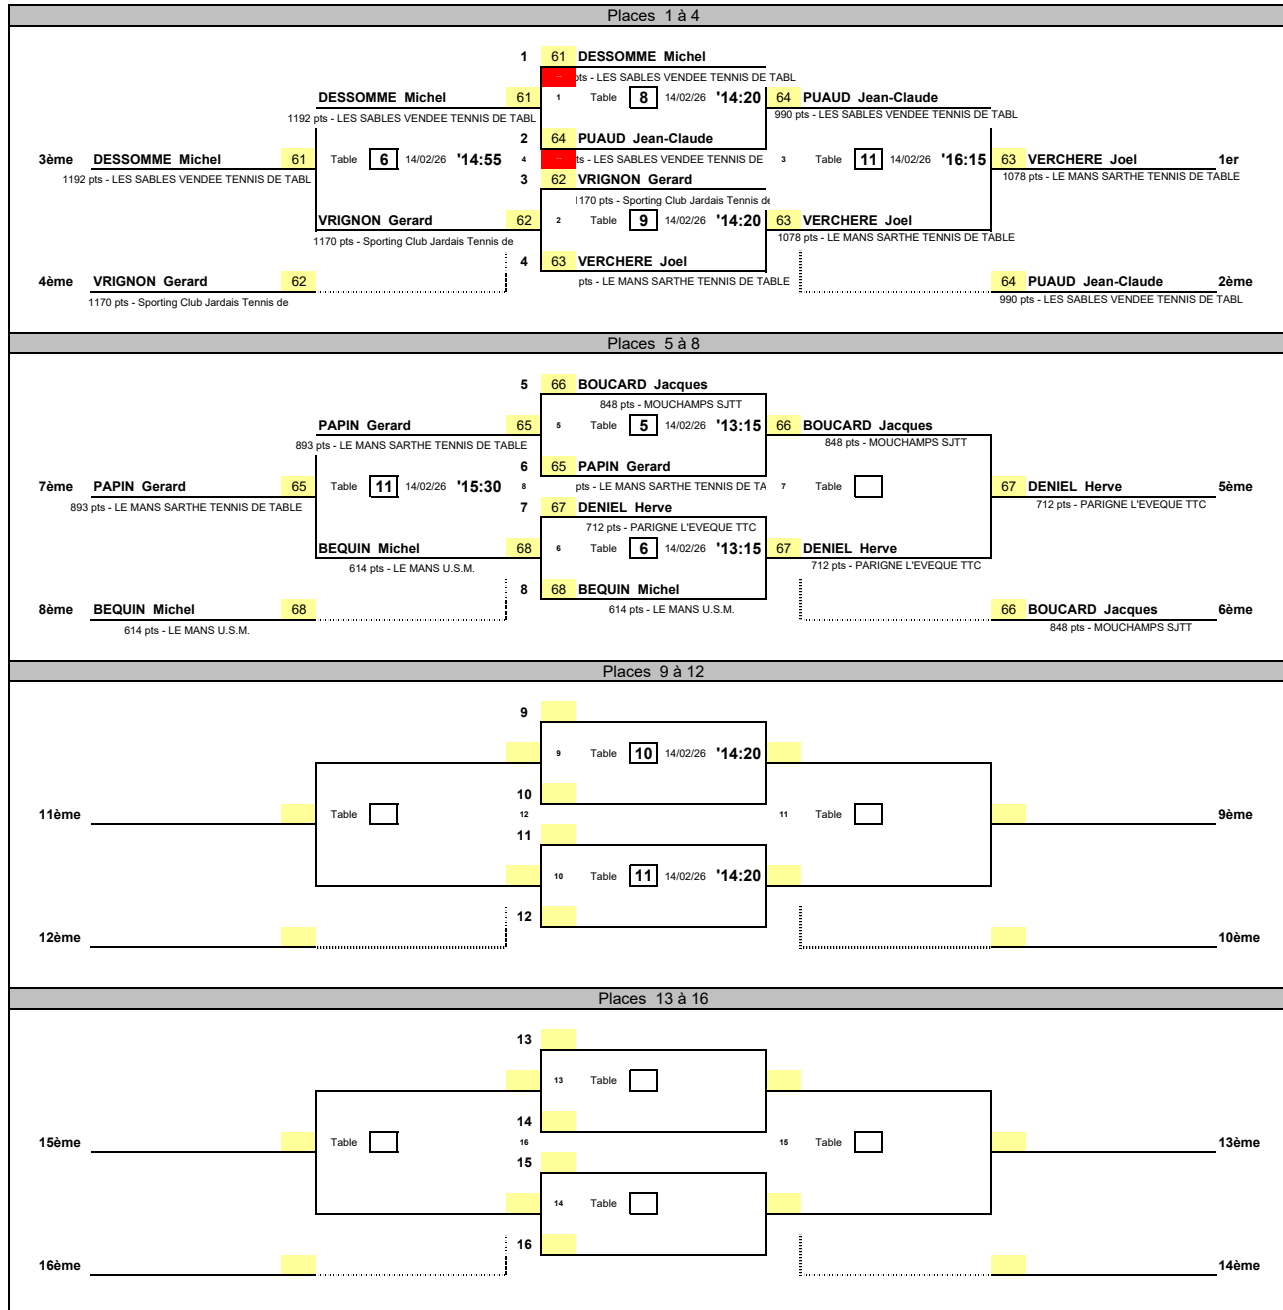 Places 1 à 4
1 61 DESSOMME Michel
pts - LES SABLES VENDEE TENNIS DE TABL
DESSOMME Michel 61 1 Table 8 14/02/26 '14:20 64 PUAUD Jean-Claude
1192 pts - LES SABLES VENDEE TENNIS DE TABL 990 pts - LES SABLES VENDEE TENNIS DE TABL
2 64 PUAUD Jean-Claude
3ème DESSOMME Michel 61 Table 6 14/02/26 '14:55 4 ts - LES SABLES VENDEE TENNIS DE 3 Table 11 14/02/26 '16:15 63 VERCHERE Joel 1er
1192 pts - LES SABLES VENDEE TENNIS DE TABL 3 62 VRIGNON Gerard 1078 pts - LE MANS SARTHE TENNIS DE TABLE
1170 pts - Sporting Club Jardais Tennis de
VRIGNON Gerard 62 2 Table 9 14/02/26 '14:20 63 VERCHERE Joel
1170 pts - Sporting Club Jardais Tennis de 1078 pts - LE MANS SARTHE TENNIS DE TABLE
4 63 VERCHERE Joel
4ème VRIGNON Gerard 62 pts - LE MANS SARTHE TENNIS DE TABLE 64 PUAUD Jean-Claude 2ème
1170 pts - Sporting Club Jardais Tennis de 990 pts - LES SABLES VENDEE TENNIS DE TABL
Places 5 à 8
5 66 BOUCARD Jacques
848 pts - MOUCHAMPS SJTT
PAPIN Gerard 65 5 Table 5 14/02/26 '13:15 66 BOUCARD Jacques
893 pts - LE MANS SARTHE TENNIS DE TABLE 848 pts - MOUCHAMPS SJTT
6 65 PAPIN Gerard
7ème PAPIN Gerard 65 Table 11 14/02/26 '15:30 8 pts - LE MANS SARTHE TENNIS DE TA 7 Table 67 DENIEL Herve 5ème
893 pts - LE MANS SARTHE TENNIS DE TABLE 7 67 DENIEL Herve 712 pts - PARIGNE L'EVEQUE TTC
712 pts - PARIGNE L'EVEQUE TTC
BEQUIN Michel 68 6 Table 6 14/02/26 '13:15 67 DENIEL Herve
614 pts - LE MANS U.S.M. 712 pts - PARIGNE L'EVEQUE TTC
8 68 BEQUIN Michel
8ème BEQUIN Michel 68 614 pts - LE MANS U.S.M. 66 BOUCARD Jacques 6ème
614 pts - LE MANS U.S.M. 848 pts - MOUCHAMPS SJTT
Places 9 à 12
9
9 Table 10 14/02/26 '14:20
10
11ème Table 12 11 Table 9ème
11
10 Table 11 14/02/26 '14:20
12
12ème 10ème
Places 13 à 16
13
13 Table
14
15ème Table 16 15 Table 13ème
15
14 Table
16
16ème 14ème